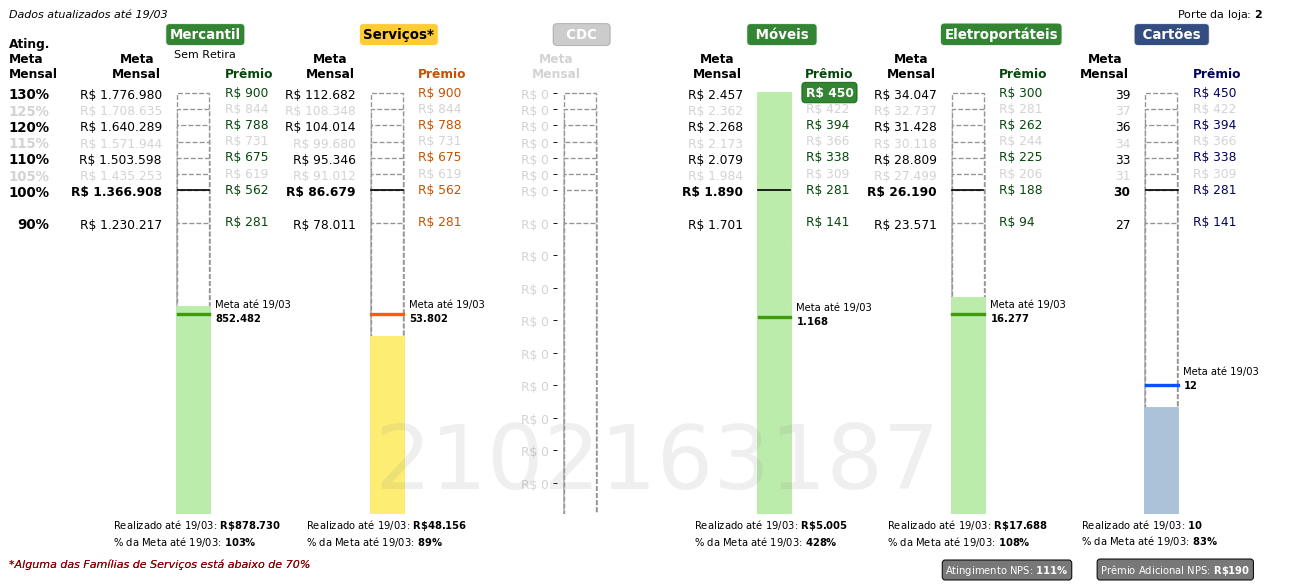 Dados atualizados até 19/03
Porte da loja: 2
Mercantil Serviços* CDC Móveis Eletroportáteis Cartões
Sem Retira
Ating. Meta Mensal
Meta Mensal Prêmio Meta Mensal Prêmio Meta Mensal Meta Mensal Prêmio Meta Mensal Prêmio Meta Mensal Prêmio
130% R$ 1.776.980 R$ 900 R$ 112.682 R$ 900 R$ 0 R$ 2.457 R$ 450 R$ 34.047 R$ 300 39 R$ 450
125% R$ 1.708.635 R$ 844 R$ 108.348 R$ 844 R$ 0 R$ 2.362 R$ 422 R$ 32.737 R$ 281 37 R$ 422
120% R$ 1.640.289 R$ 788 R$ 104.014 R$ 788 R$ 0 R$ 2.268 R$ 394 R$ 31.428 R$ 262 36 R$ 394
115% R$ 1.571.944 R$ 731 R$ 99.680 R$ 731 R$ 0 R$ 2.173 R$ 366 R$ 30.118 R$ 244 34 R$ 366
110% R$ 1.503.598 R$ 675 R$ 95.346 R$ 675 R$ 0 R$ 2.079 R$ 338 R$ 28.809 R$ 225 33 R$ 338
105% R$ 1.435.253 R$ 619 R$ 91.012 R$ 619 R$ 0 R$ 1.984 R$ 309 R$ 27.499 R$ 206 31 R$ 309
100% R$ 1.366.908 R$ 562 R$ 86.679 R$ 562 R$ 0 R$ 1.890 R$ 281 R$ 26.190 R$ 188 30 R$ 281
90% R$ 1.230.217 R$ 281 R$ 78.011 R$ 281 R$ 0 R$ 1.701 R$ 141 R$ 23.571 R$ 94 27 R$ 141
R$ 0
R$ 0
Meta até 19/03 Meta até 19/03 Meta até 19/03 Meta até 19/03
852.482 53.802 R$ 0 1.168 16.277
R$ 0
Meta até 19/03
R$ 0 12
R$ 0
R$ 0
R$ 0
2102163187
Realizado até 19/03: R$878.730 Realizado até 19/03: R$48.156 Realizado até 19/03: R$5.005 Realizado até 19/03: R$17.688 Realizado até 19/03: 10
% da Meta até 19/03: 103% % da Meta até 19/03: 89% % da Meta até 19/03: 428% % da Meta até 19/03: 108% % da Meta até 19/03: 83%
*Alguma das Famílias de Serviços está abaixo de 70%
Atingimento NPS: 111% Prêmio Adicional NPS: R$190